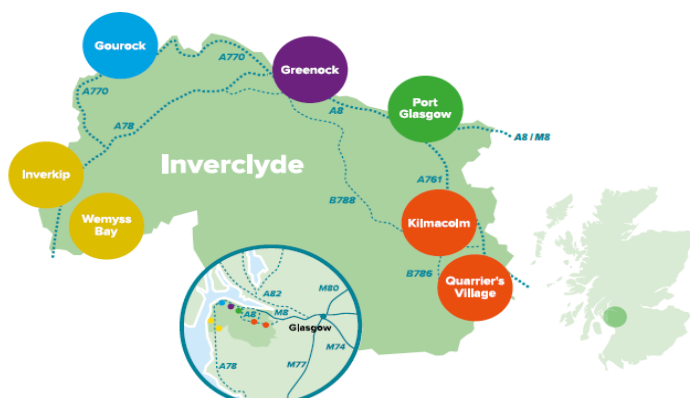 Gourock
A770
Greenock
A770
A8
Port
Glasgow
A8 / M8
A78
Inverkip
Inverclyde
A761
Wemyss
Bay
B788
Kilmacolm
B786
Quarrier's
Village
A82
M80
A8
M8
Glasgow
M74
M77
A78